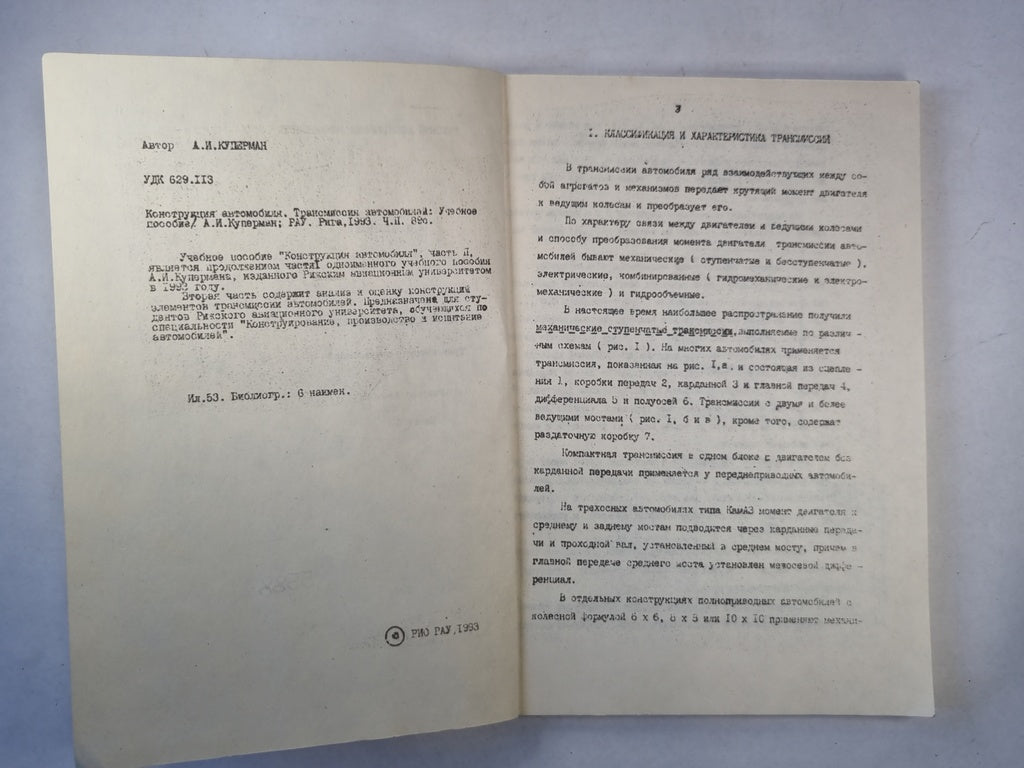 Автор А.И.КУПЕРМАН
УДК 629.113
Конструкция автомобиля. Трансмиссия автомобилей: Учебное
пособие/ А.И.Куперман; РАУ. Рига,1993. Ч.П. 89с.
Учебное пособие "Конструкция автомобиля", часть П,
является продолжением части I одноименного учебного пособия
А.И.Купермана, изданного Рижским авиационным университетом
в 1992 году.
Вторая часть содержит анализ и оценку конструкций
элементов трансмиссии автомобилей. Предназначена для сту-
дентов Рижского авиационного университета, обучающихся по
специальности "Конструирование, производство и испытание
автомобилей".
Ил.53. Библиогр.: 6 наимен.
© РИО РАУ,1993
3
I. КЛАССИФИКАЦИЯ И ХАРАКТЕРИСТИКА ТРАНСМИССИЙ
В трансмиссии автомобиля ряд взаимодействующих между со-
бой агрегатов и механизмов передает крутящий момент двигателя
к ведущим колесам и преобразует его.
По характеру связи между двигателем и ведущими колесами
и способу преобразования момента двигателя трансмиссии авто-
мобилей бывают механические ( ступенчатые и бесступенчатые ),
электрические, комбинированные ( гидромеханические и электро-
механические ) и гидрообъемные.
В настоящее время наибольшее распространение получили
механические ступенчатые трансмиссии, выполняемые по различ-
ным схемам ( рис. I ). На многих автомобилях применяется
трансмиссия, показанная на рис. I,а, и состоящая из сцепле-
ния 1, коробки передач 2, карданной 3 и главной передач 4,
дифференциала 5 и полуосей 6. Трансмиссии с двумя и более
ведущими мостами ( рис. I, б и в ), кроме того, содержат
раздаточную коробку 7.
Компактная трансмиссия в одном блоке с двигателем без
карданной передачи применяется у переднеприводных автомоби-
лей.
На трехосных автомобилях типа КамАЗ момент двигателя к
среднему и заднему мостам подводится через карданные переда-
чи и проходной вал, установленный в среднем мосту, причем в
главной передаче среднего моста установлен межосевой диффе-
ренциал.
В отдельных конструкциях полноприводных автомобилей с
колесной формулой 6 х 6, 8 х 8 или 10 х 10 применяют механи-